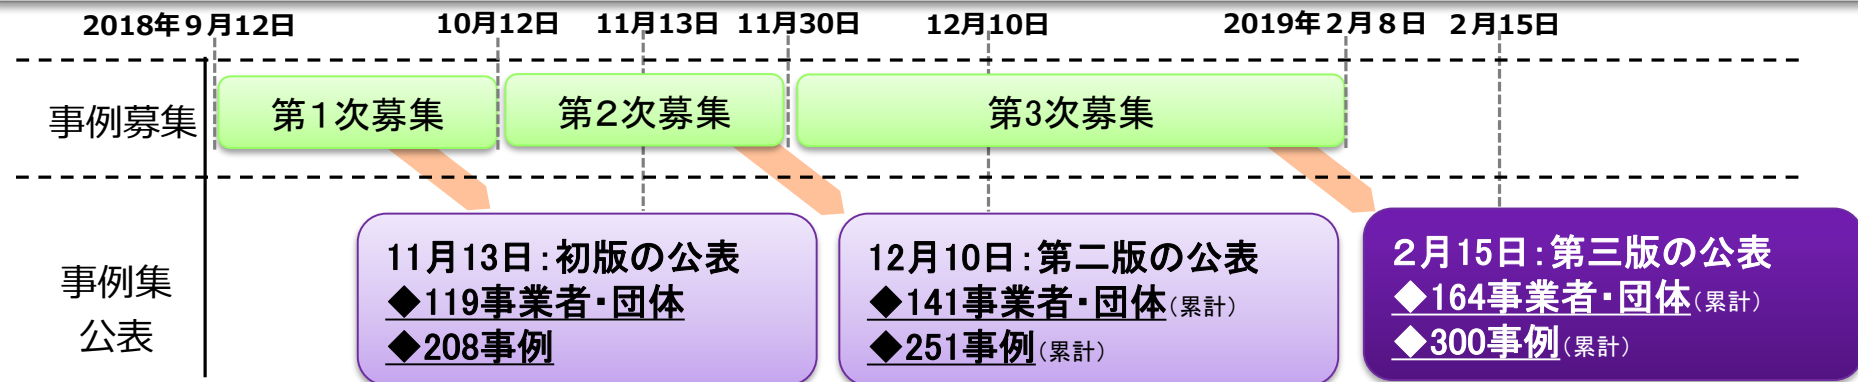 2018年９月12日 10月12日 11月13日 11月30日 12月10日 2019年２月８日 ２月15日
事例募集 第１次募集 第２次募集 第3次募集
事例集
公表
11月13日：初版の公表
◆119事業者・団体
◆208事例
12月10日：第二版の公表
◆141事業者・団体（累計）
◆251事例（累計）
２月15日：第三版の公表
◆164事業者・団体（累計）
◆300事例（累計）